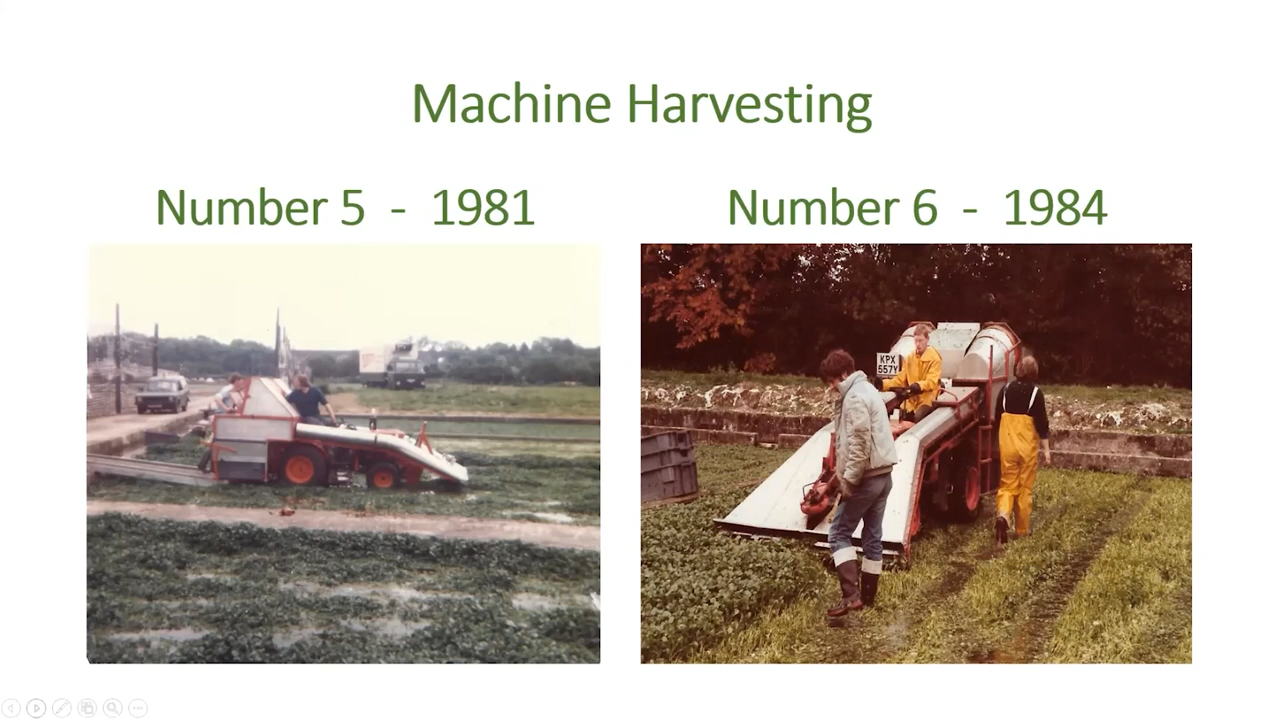 Machine Harvesting
Number 5 - 1981
Number 6 - 1984
KPX
557Y